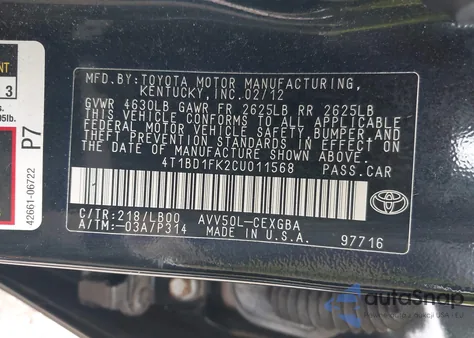 MFD.BY:TOYOTA MOTOR MANUFACTURING,
KENTUCKY,INC.02/12
GVWR 4630LB GAWR FR 2625LB RR 2625LB
THIS VEHICLE CONFORMS TO ALL APPLICABLE
FEDERAL MOTOR VEHICLE SAFETY, BUMPER, AND
THEFT PREVENTION STANDARDS IN EFFECT ON
THE DATE OF MANUFACTURE SHOWN ABOVE.
4T1BD1FK2CU011568 PASS.CAR
C/TR:218/LB00 AVV50L-CEXGBA
A/TM:-03A/P314 MADE IN U.S.A.
97716
TOYOTA
3
P7
42661-06722
autoSnap